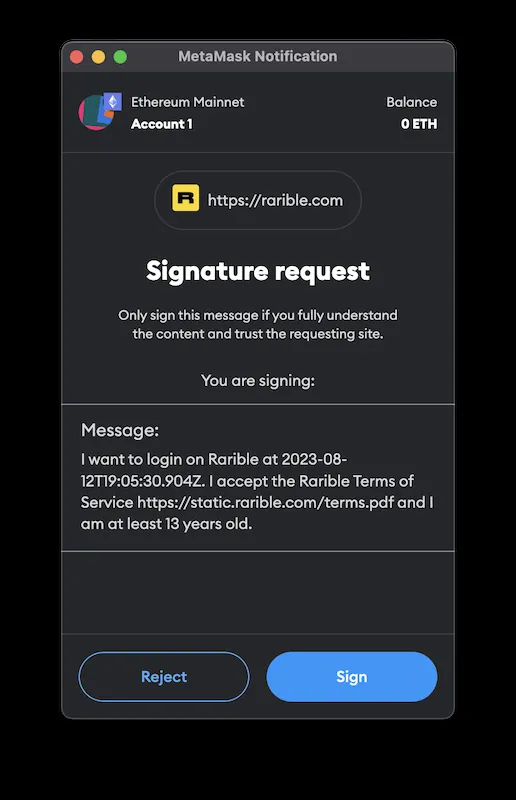 MetaMask Notification
Ethereum Mainnet
Account 1
Balance
0 ETH
R https://rarible.com
Signature request
Only sign this message if you fully understand
the content and trust the requesting site.
You are signing:
Message:
I want to login on Rarible at 2023-08-
12T19:05:30.904Z. I accept the Rarible Terms of
Service https://static.rarible.com/terms.pdf and I
am at least 13 years old.
Reject
Sign